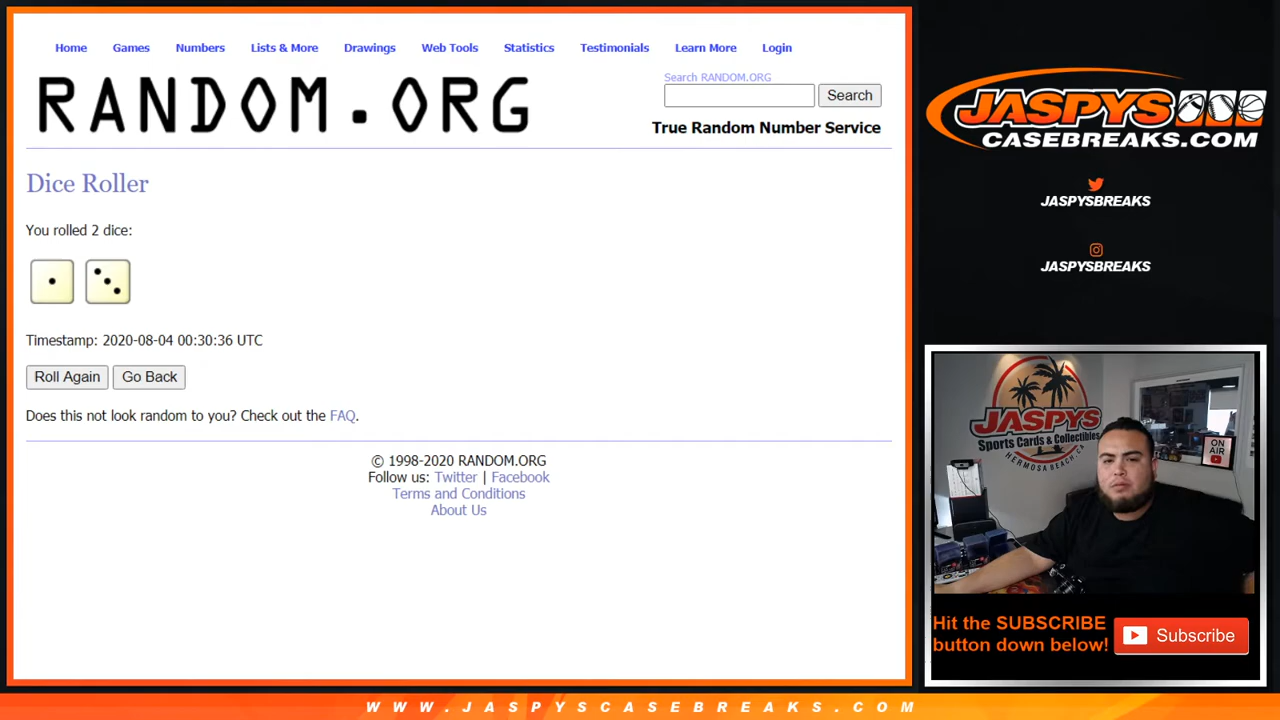 Home Games Numbers Lists & More Drawings Web Tools Statistics Testimonials Learn More Login
RANDOM.ORG
Search RANDOM.ORG
Search
True Random Number Service
Dice Roller
You rolled 2 dice:
Timestamp: 2020-08-04 00:30:36 UTC
Roll Again Go Back
Does this not look random to you? Check out the FAQ.
© 1998-2020 RANDOM.ORG
Follow us: Twitter | Facebook
Terms and Conditions
About Us
JASPYS
CASEBREAKS.COM
JASPYSBREAKS
JASPYSBREAKS
JASPYS
Sports Cards & Collectibles
HERMOSA BEACH, CA
ON
AIR
Hit the SUBSCRIBE
button down below!
Subscribe
WWW.JASPYSCASEBREAKS.COM